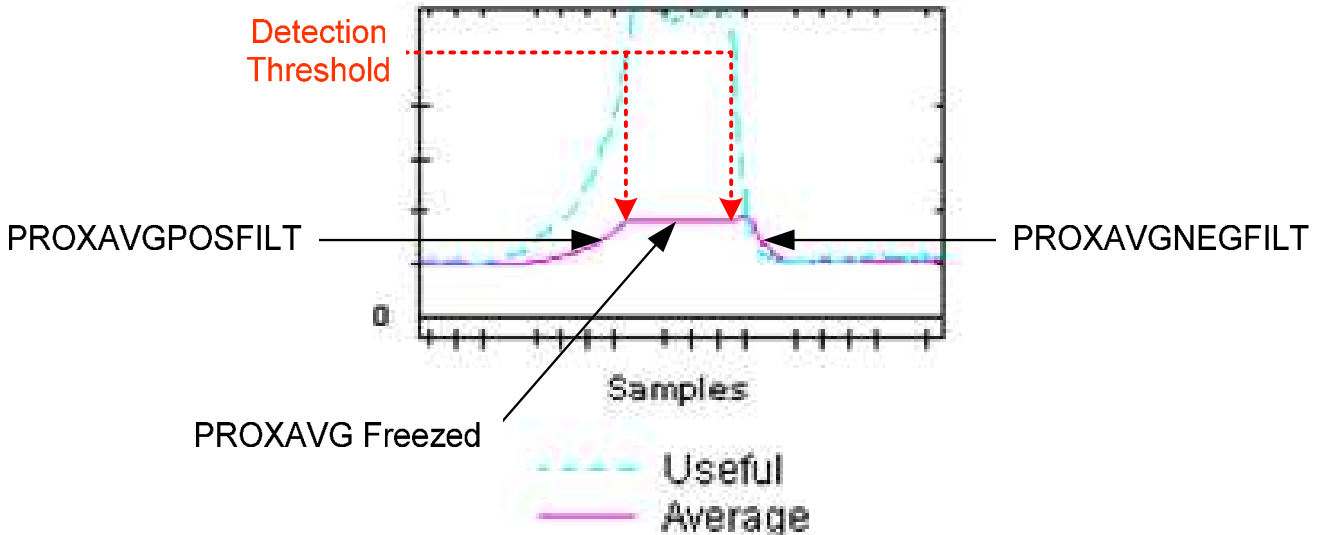 Detection
Threshold
PROXAVGPOSFILT
PROXAVGNEGFILT
0
Samples
PROXAVG Freezed
Useful
Average